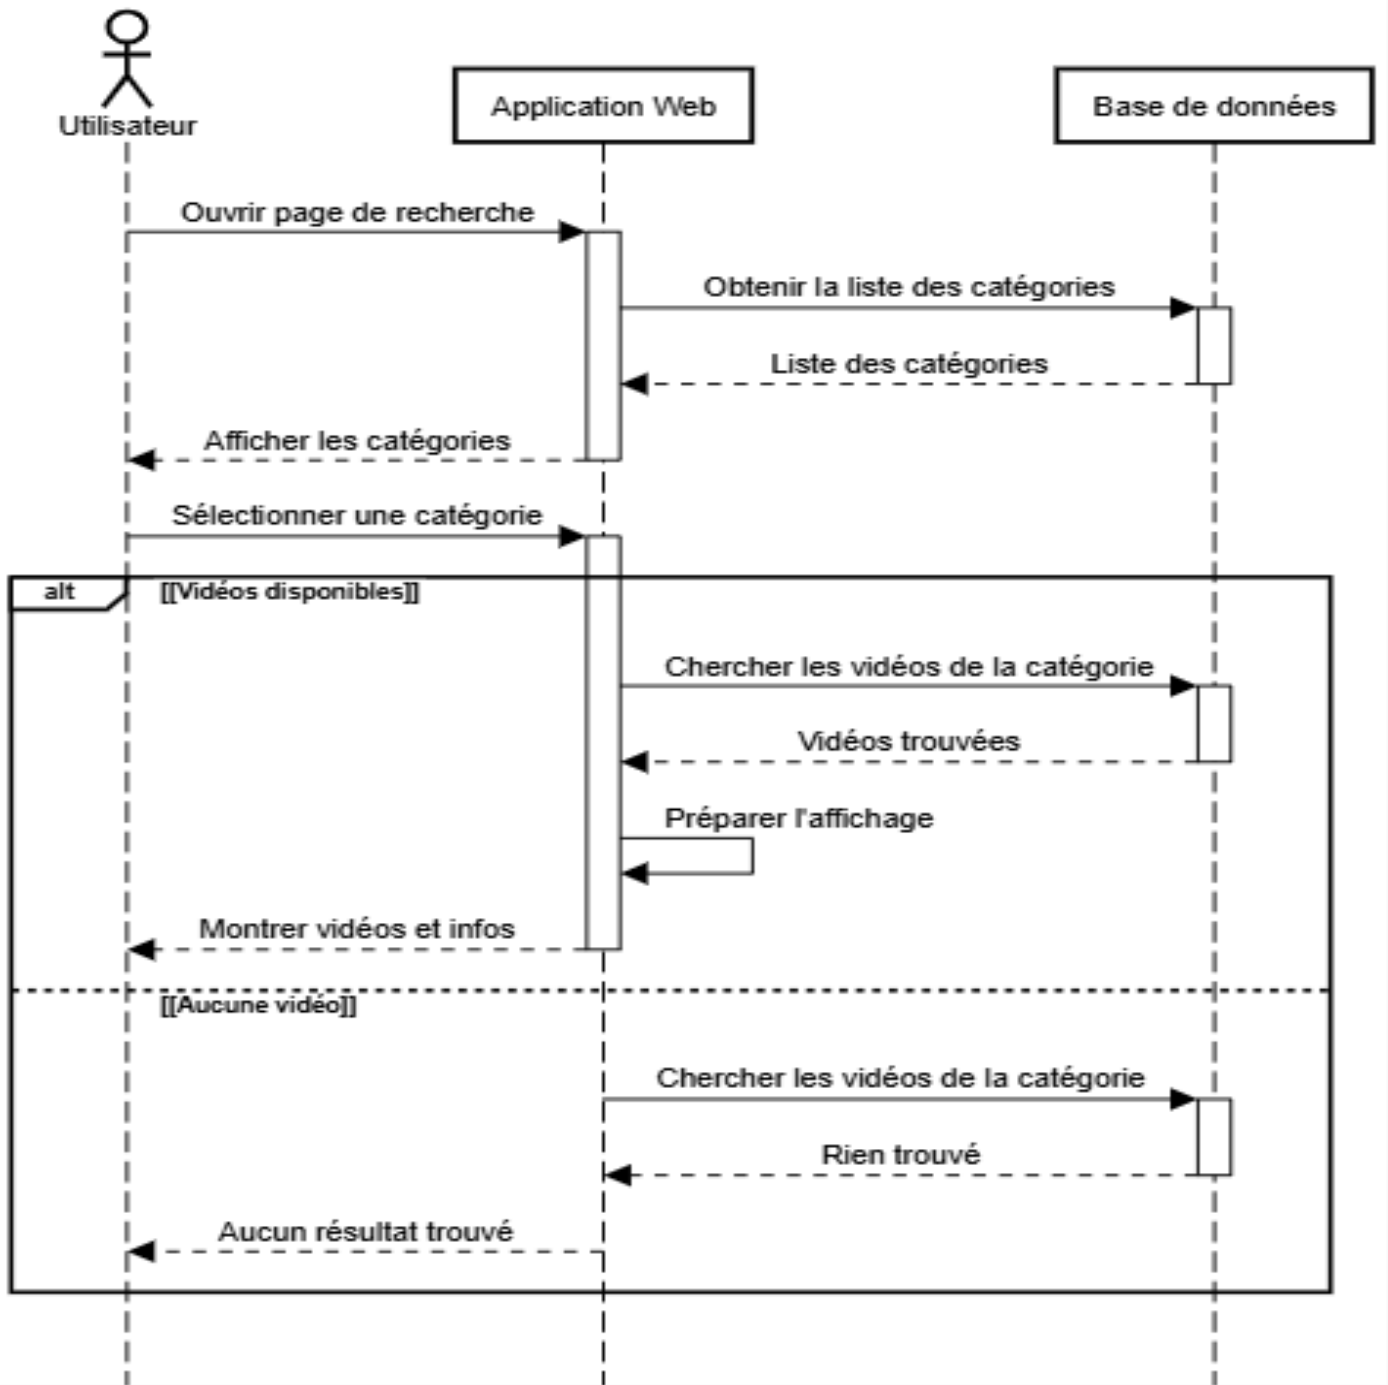 Utilisateur
Application Web
Base de données
Ouvrir page de recherche
Obtenir la liste des catégories
Liste des catégories
Afficher les catégories
Sélectionner une catégorie
alt
[[Vidéos disponibles]]
Chercher les vidéos de la catégorie
Vidéos trouvées
Préparer l'affichage
Montrer vidéos et infos
[[Aucune vidéo]]
Chercher les vidéos de la catégorie
Rien trouvé
Aucun résultat trouvé